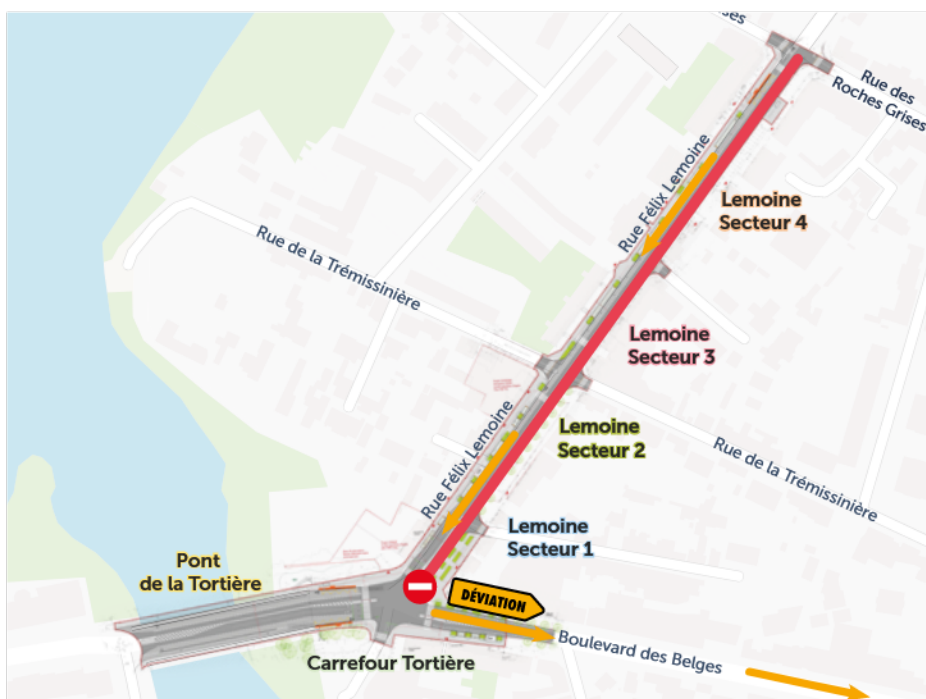 ses
Rue des
Roches Grises
Rue Félix Lemoine
Lemoine
Secteur 4
Rue de la Trémissinière
Lemoine
Secteur 3
Rue Félix Lemoine
Lemoine
Secteur 2
Rue de la Trémissinière
Lemoine
Secteur 1
Pont
de la Tortière
DÉVIATION
Boulevard des Belges
Carrefour Tortière